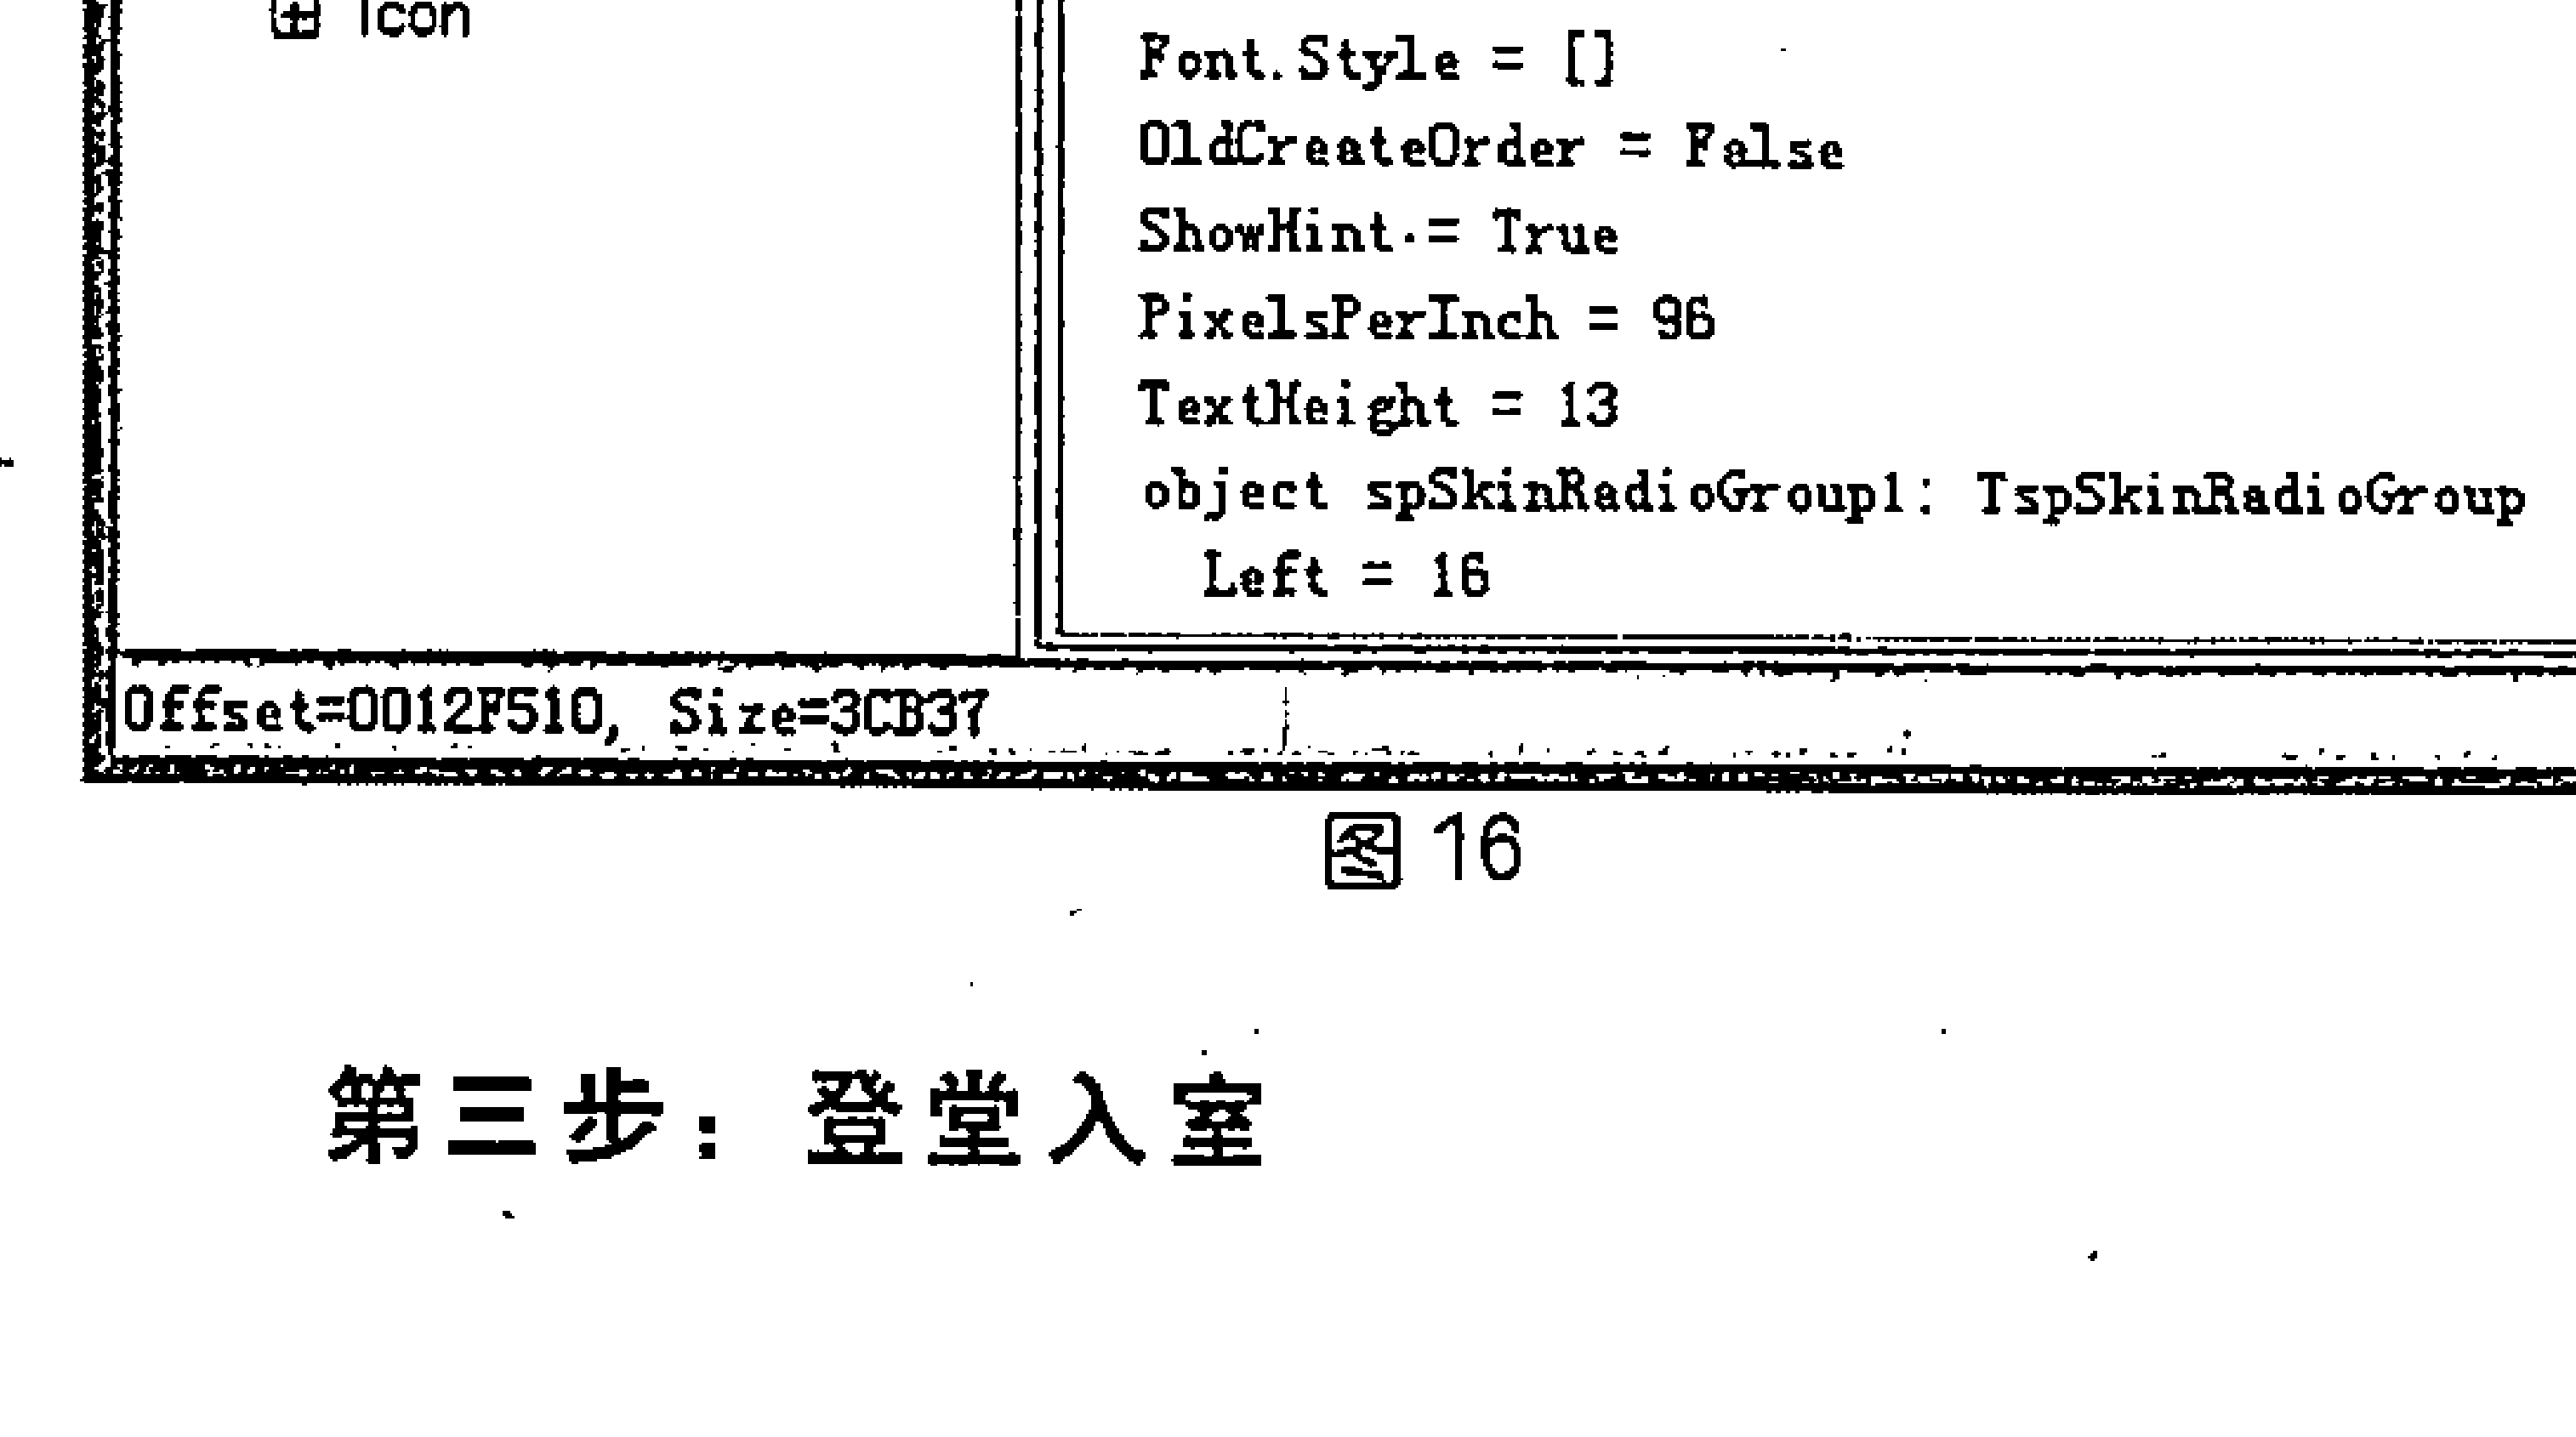 Icon
Font.Style = []
OldCreateOrder = False
ShowHint = True
PixelsPerInch = 96
TextHeight = 13
object spSkinRadioGroup1: TspSkinRadioGroup
Left = 16
Offset=0012F510, Size=3CB37
图 16
第三步：登堂入室